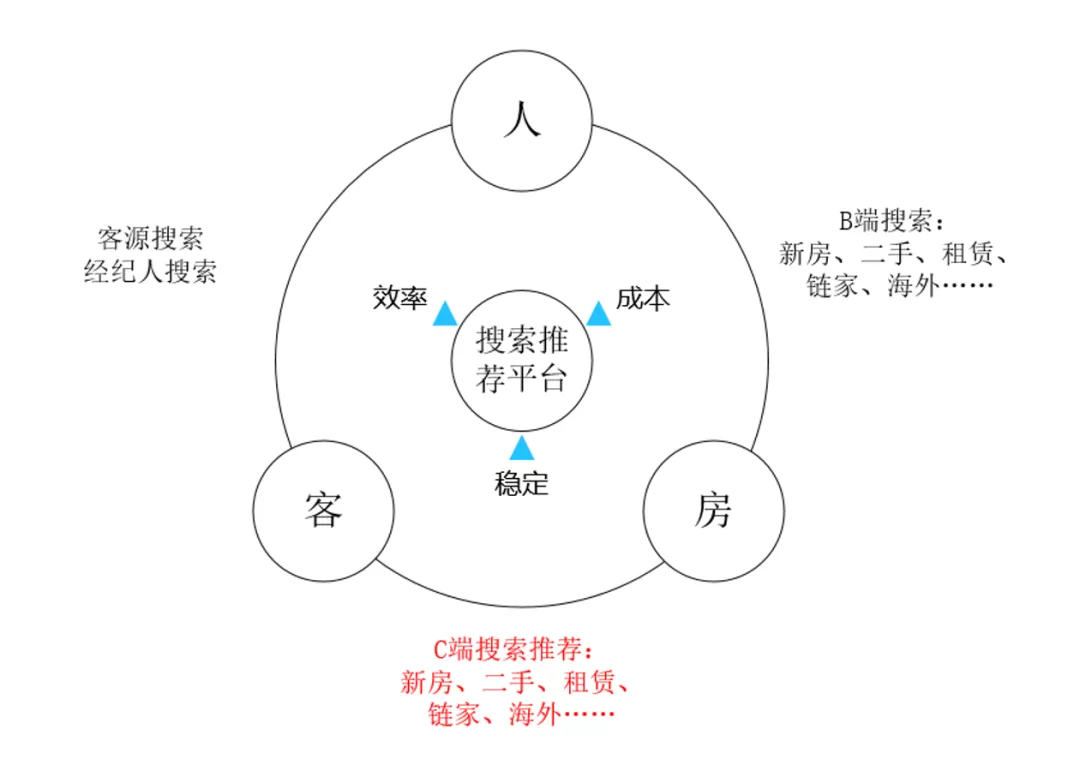 人
客源搜索
经纪人搜索
B端搜索:
新房、二手、租赁、
链家、海外……
效率
成本
搜索推
荐平台
稳定
客
房
C端搜索推荐:
新房、二手、租赁、
链家、海外……